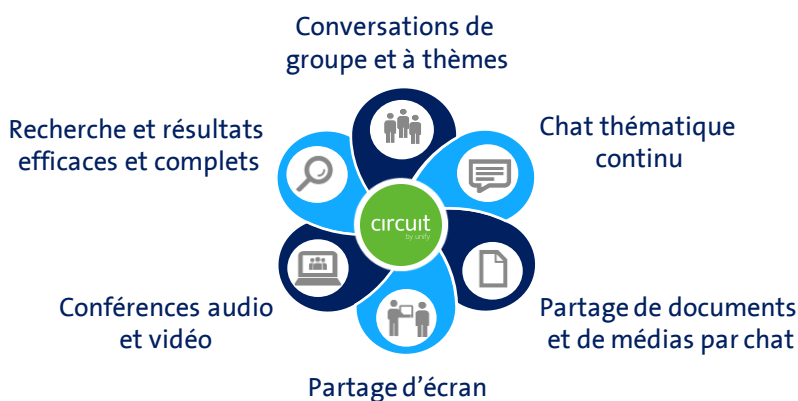 Conversations de
groupe et à thèmes
Recherche et résultats
efficaces et complets
Chat thématique
continu
circuit
by unify
Conférences audio
et vidéo
Partage de documents
et de médias par chat
Partage d'écran